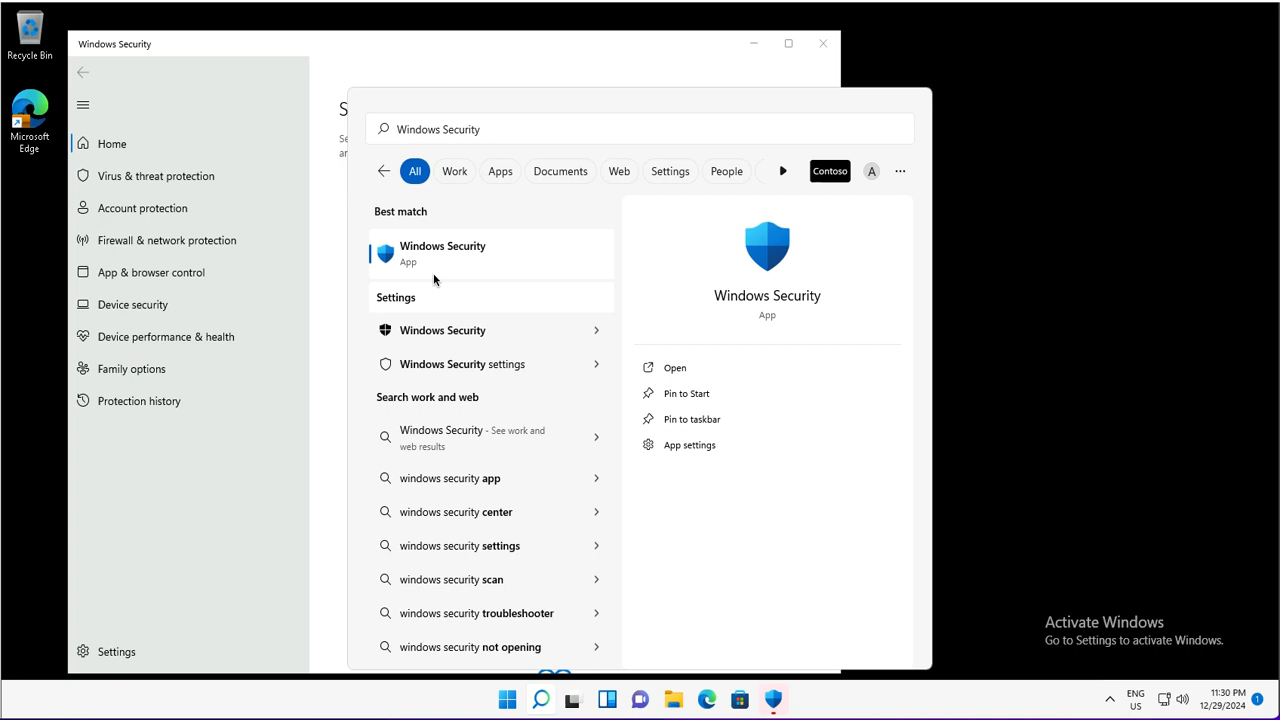 Recycle Bin
Microsoft
Edge
Windows Security
Home
Virus & threat protection
Account protection
Firewall & network protection
App & browser control
Device security
Device performance & health
Family options
Protection history
Settings
S
Se
ar
Windows Security
All
Work
Apps
Documents
Web
Settings
People
Contoso
A
Best match
Windows Security
App
Settings
Windows Security
Windows Security settings
Search work and web
Windows Security - See work and
web results
windows security app
windows security center
windows security settings
windows security scan
windows security troubleshooter
windows security not opening
Windows Security
App
Open
Pin to Start
Pin to taskbar
App settings
Activate Windows
Go to Settings to activate Windows.
ENG
US
11:30 PM
12/29/2024
1